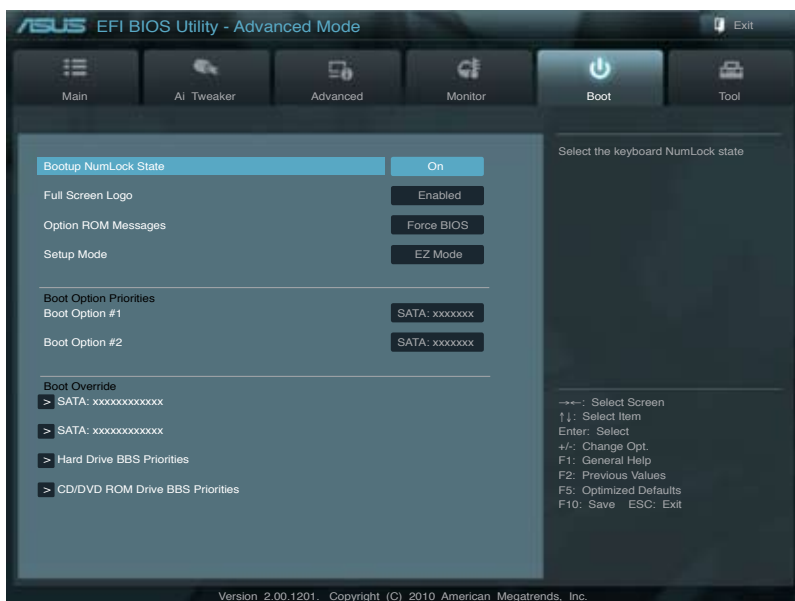 ASUS EFI BIOS Utility - Advanced Mode
Exit
Main
Ai Tweaker
Advanced
Monitor
Boot
Tool
Bootup NumLock State
On
Full Screen Logo
Enabled
Option ROM Messages
Force BIOS
Setup Mode
EZ Mode
Boot Option Priorities
Boot Option #1
SATA: xxxxxxx
Boot Option #2
SATA: xxxxxxx
Boot Override
> SATA: xxxxxxxxxxxx
> SATA: xxxxxxxxxxxx
> Hard Drive BBS Priorities
> CD/DVD ROM Drive BBS Priorities
Select the keyboard NumLock state
→←: Select Screen
↑↓: Select Item
Enter: Select
+/-: Change Opt.
F1: General Help
F2: Previous Values
F5: Optimized Defaults
F10: Save ESC: Exit
Version 2.00.1201. Copyright (C) 2010 American Megatrends, Inc.